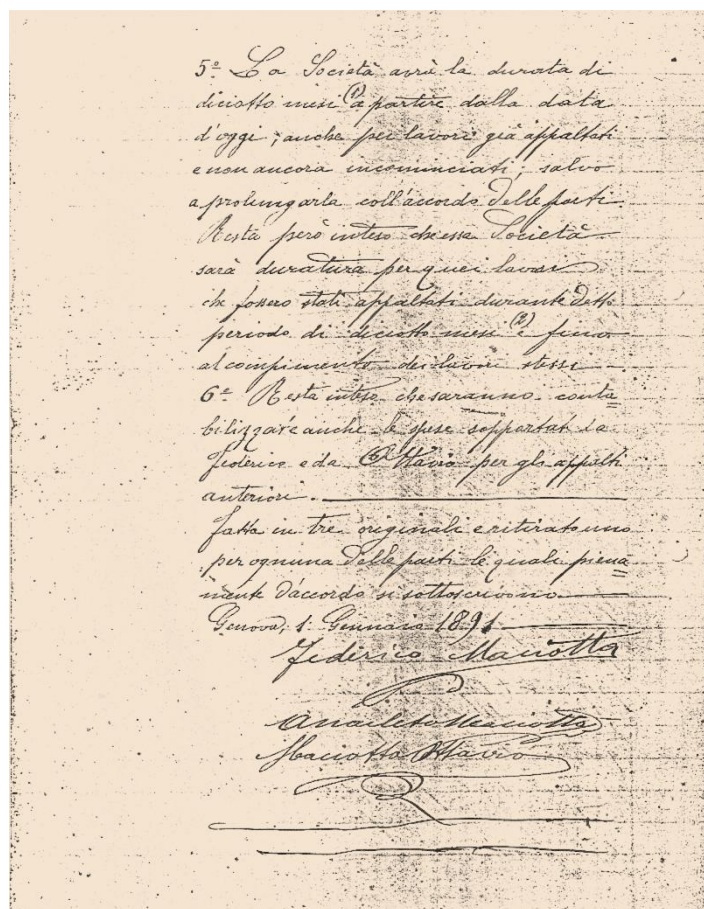 5º La Società avrà la durata di
diciotto mesi (1) a partire dalla data
d'oggi; anche per lavori già appaltati
e non ancora incominciati; salvo
a prolungarla coll'accordo delle parti.
Resta però inteso che essa Società
sarà duratura per quei lavori
che fossero stati appaltati durante detto
periodo di diciotto mesi (2) e fino
al compimento dei lavori stessi
6º Resta inteso che saranno conta=
bilizzate anche le spese sopportate da
Federico e da Ottavio per gli appalti
anteriori.
Fatta in tre originali e ritirato uno
per ognuna delle parti le quali piena=
mente d'accordo si sottoscrivono
Genova, 1º Gennaio 1891
Federico Maciotta
Anacleto Maciotta
Maciotta Ottavio